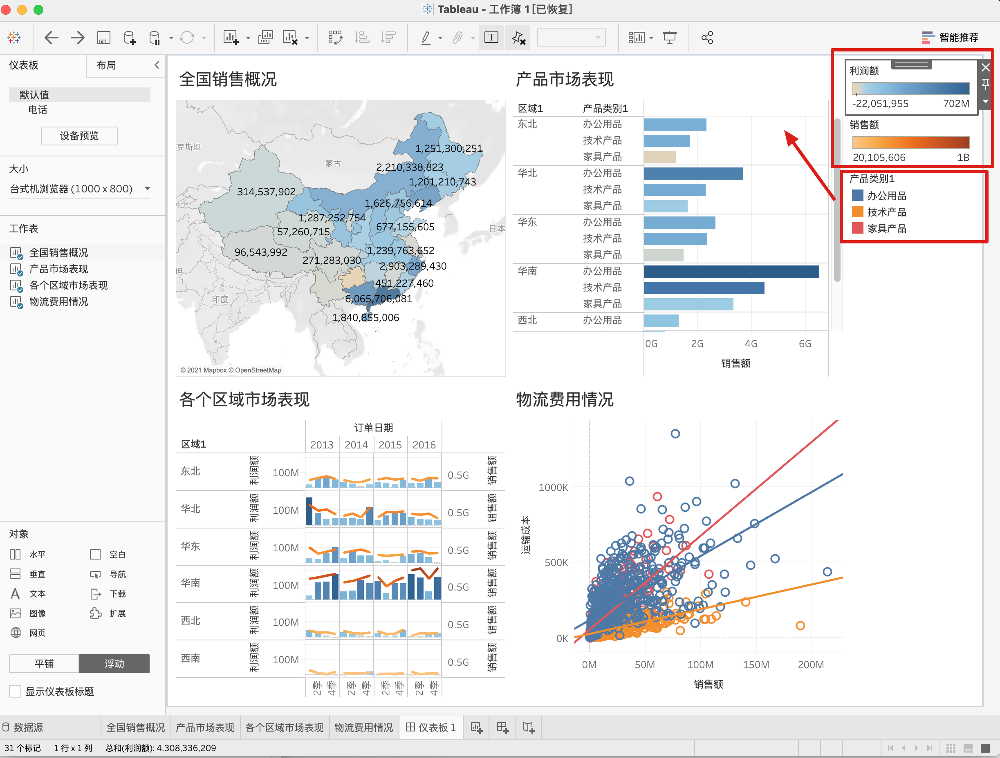 Tableau - 工作簿 1[已恢复]
智能推荐
仪表板
布局
默认值
电话
设备预览
大小
台式机浏览器 (1000 x 800)
工作表
全国销售概况
产品市场表现
各个区域市场表现
物流费用情况
对象
水平
空白
垂直
导航
文本
下载
图像
扩展
网页
平铺
浮动
显示仪表板标题
全国销售概况
克斯坦
蒙古
日本
印度
坦
1,251,300,251
2,210,338,823
1,201,210,743
314,537,902
1,626,756,614
1,287,252,754
677,155,605
57,260,715
1,239,763,652
96,543,992
271,283,030
2,903,289,430
451,227,460
6,065,706,081
1,840,855,006
© 2021 Mapbox © OpenStreetMap
产品市场表现
区域1
产品类别1
东北
办公用品
技术产品
家具产品
华北
办公用品
技术产品
家具产品
华东
办公用品
技术产品
家具产品
华南
办公用品
技术产品
家具产品
西北
办公用品
0G
2G
4G
6G
销售额
利润额
-22,051,955
702M
销售额
20,105,606
1B
产品类别1
办公用品
技术产品
家具产品
各个区域市场表现
订单日期
区域1
2013
2014
2015
2016
东北
利润额
100M
0.5G
销售额
华北
利润额
100M
0.5G
销售额
华东
利润额
100M
0.5G
销售额
华南
利润额
100M
0.5G
销售额
西北
利润额
100M
0.5G
销售额
西南
利润额
100M
0.5G
销售额
2季
4季
2季
4季
2季
4季
2季
4季
物流费用情况
运输成本
1000K
500K
0K
0M
50M
100M
150M
200M
销售额
数据源
全国销售概况
产品市场表现
各个区域市场表现
物流费用情况
仪表板 1
31 个标记
1 行 x 1 列
总和(利润额): 4,308,336,209